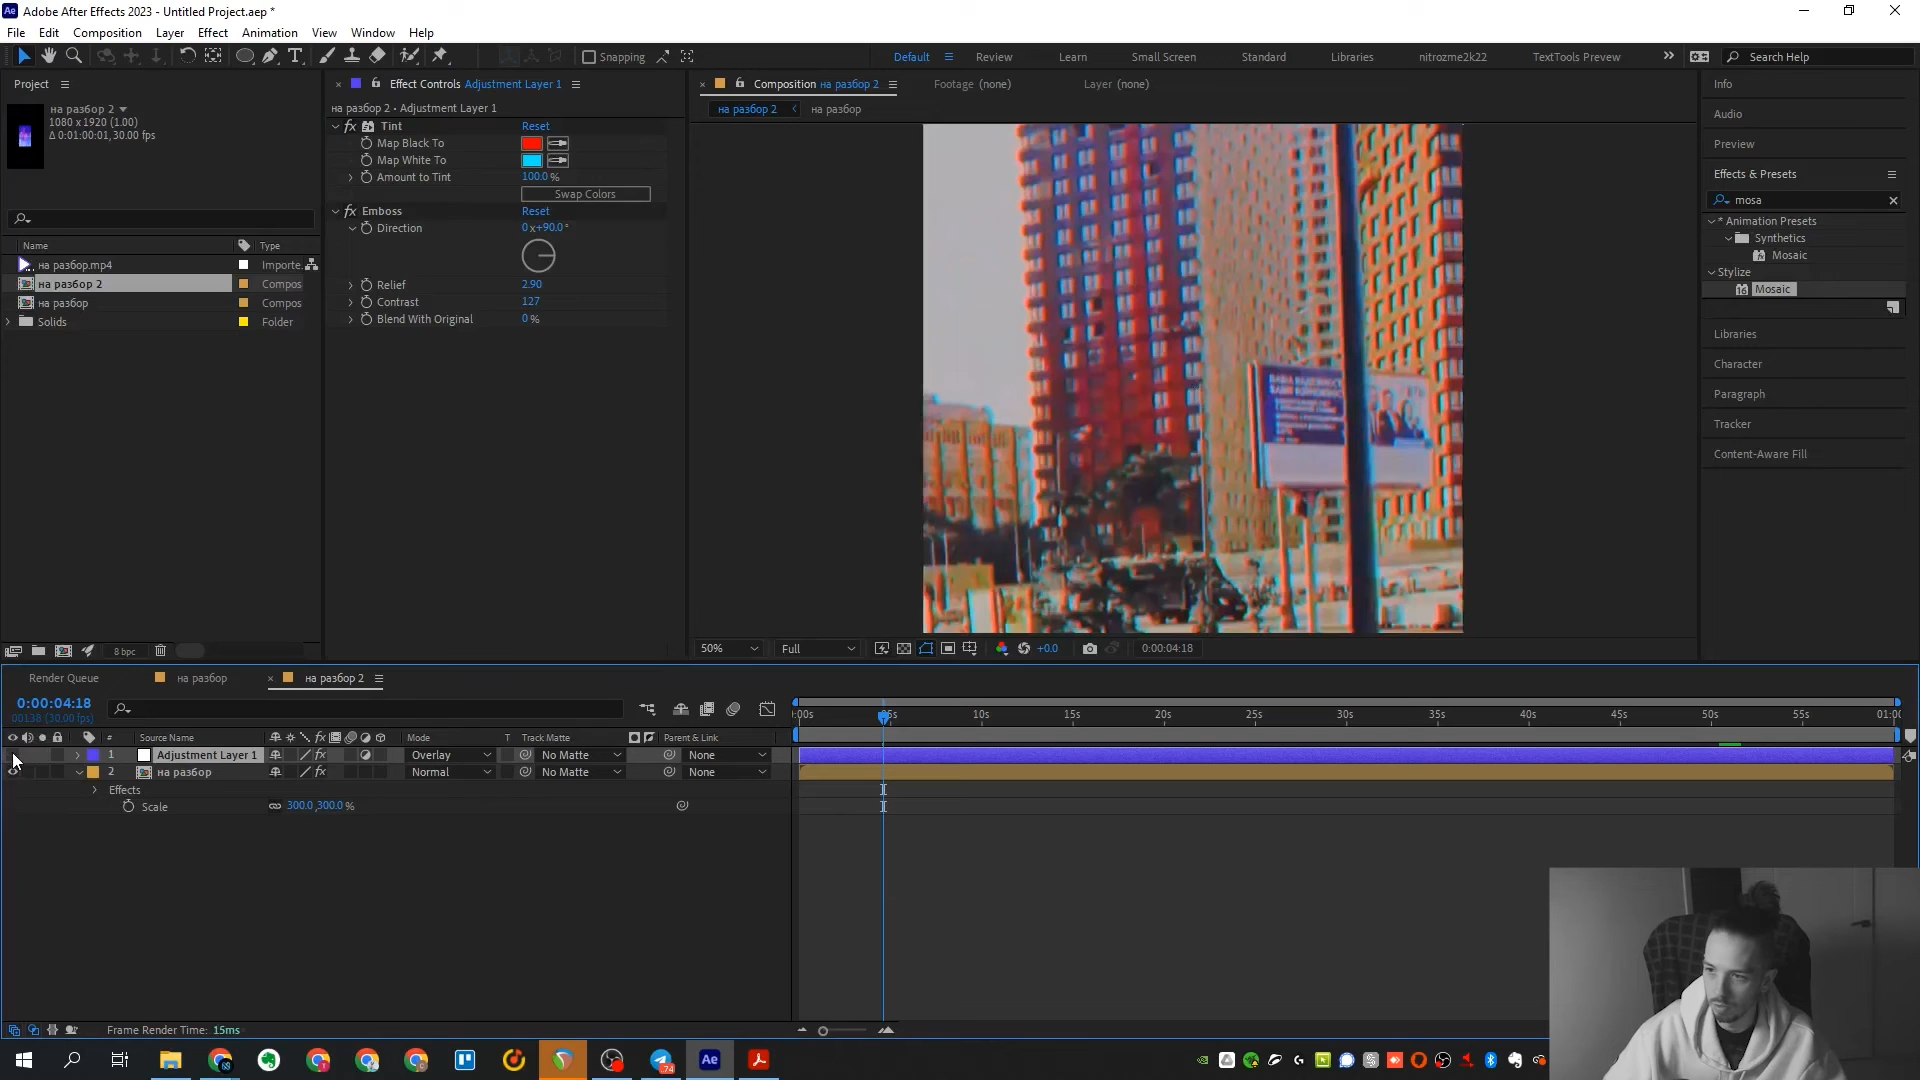 Adobe After Effects 2023 - Untitled Project.aep *
File Edit Composition Layer Effect Animation View Window Help
Snapping
Default Review Learn Small Screen Standard Libraries nitrozme2k22 TextTools Preview
Search Help
Project
на разбор 2
1080 x 1920 (1.00)
Δ 0:01:00:01, 30.00 fps
Name Type
на разбор.mp4 Importe
на разбор 2 Compos
на разбор Compos
Solids Folder
8 bpc
Effect Controls Adjustment Layer 1
на разбор 2 • Adjustment Layer 1
fx Tint Reset
Map Black To
Map White To
Amount to Tint 100.0 %
Swap Colors
fx Emboss Reset
Direction 0x+90.0°
Relief 2.90
Contrast 127
Blend With Original 0 %
Composition на разбор 2
Footage (none)
Layer (none)
на разбор 2
на разбор
50% Full +0.0 0:00:04:18
Info
Audio
Preview
Effects & Presets
mosa
* Animation Presets
Synthetics
Mosaic
Stylize
16 Mosaic
Libraries
Character
Paragraph
Tracker
Content-Aware Fill
Render Queue на разбор на разбор 2
0:00:04:18
00138 (30.00 fps)
# Source Name fx Mode T Track Matte Parent & Link
1 Adjustment Layer 1 fx Overlay No Matte None
2 на разбор fx Normal No Matte None
Effects
Scale 300.0,300.0 %
:00s 05s 10s 15s 20s 25s 30s 35s 40s 45s 50s 55s 01:00
Frame Render Time: 15ms
Ae
74